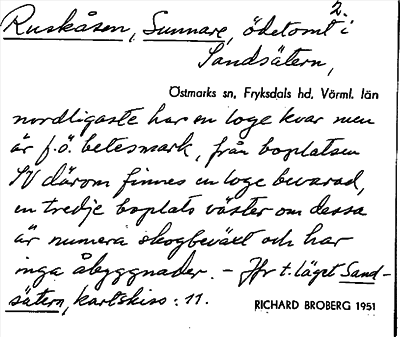 2.
Ruskåsen, Sunnare, ödetomt i
Sandsätern,
Östmarks sn, Fryksdals hd, Värml. län
nordligaste har en loge kvar men
är f.ö. betesmark, från boplatsen
SV därom finnes en loge bevarad,
en tredje boplats väster om dessa
är numera skogbeväxt och har
inga åbyggnader. - Jfr t. läget Sand-
sätern, kartskiss: 11.
RICHARD BROBERG 1951